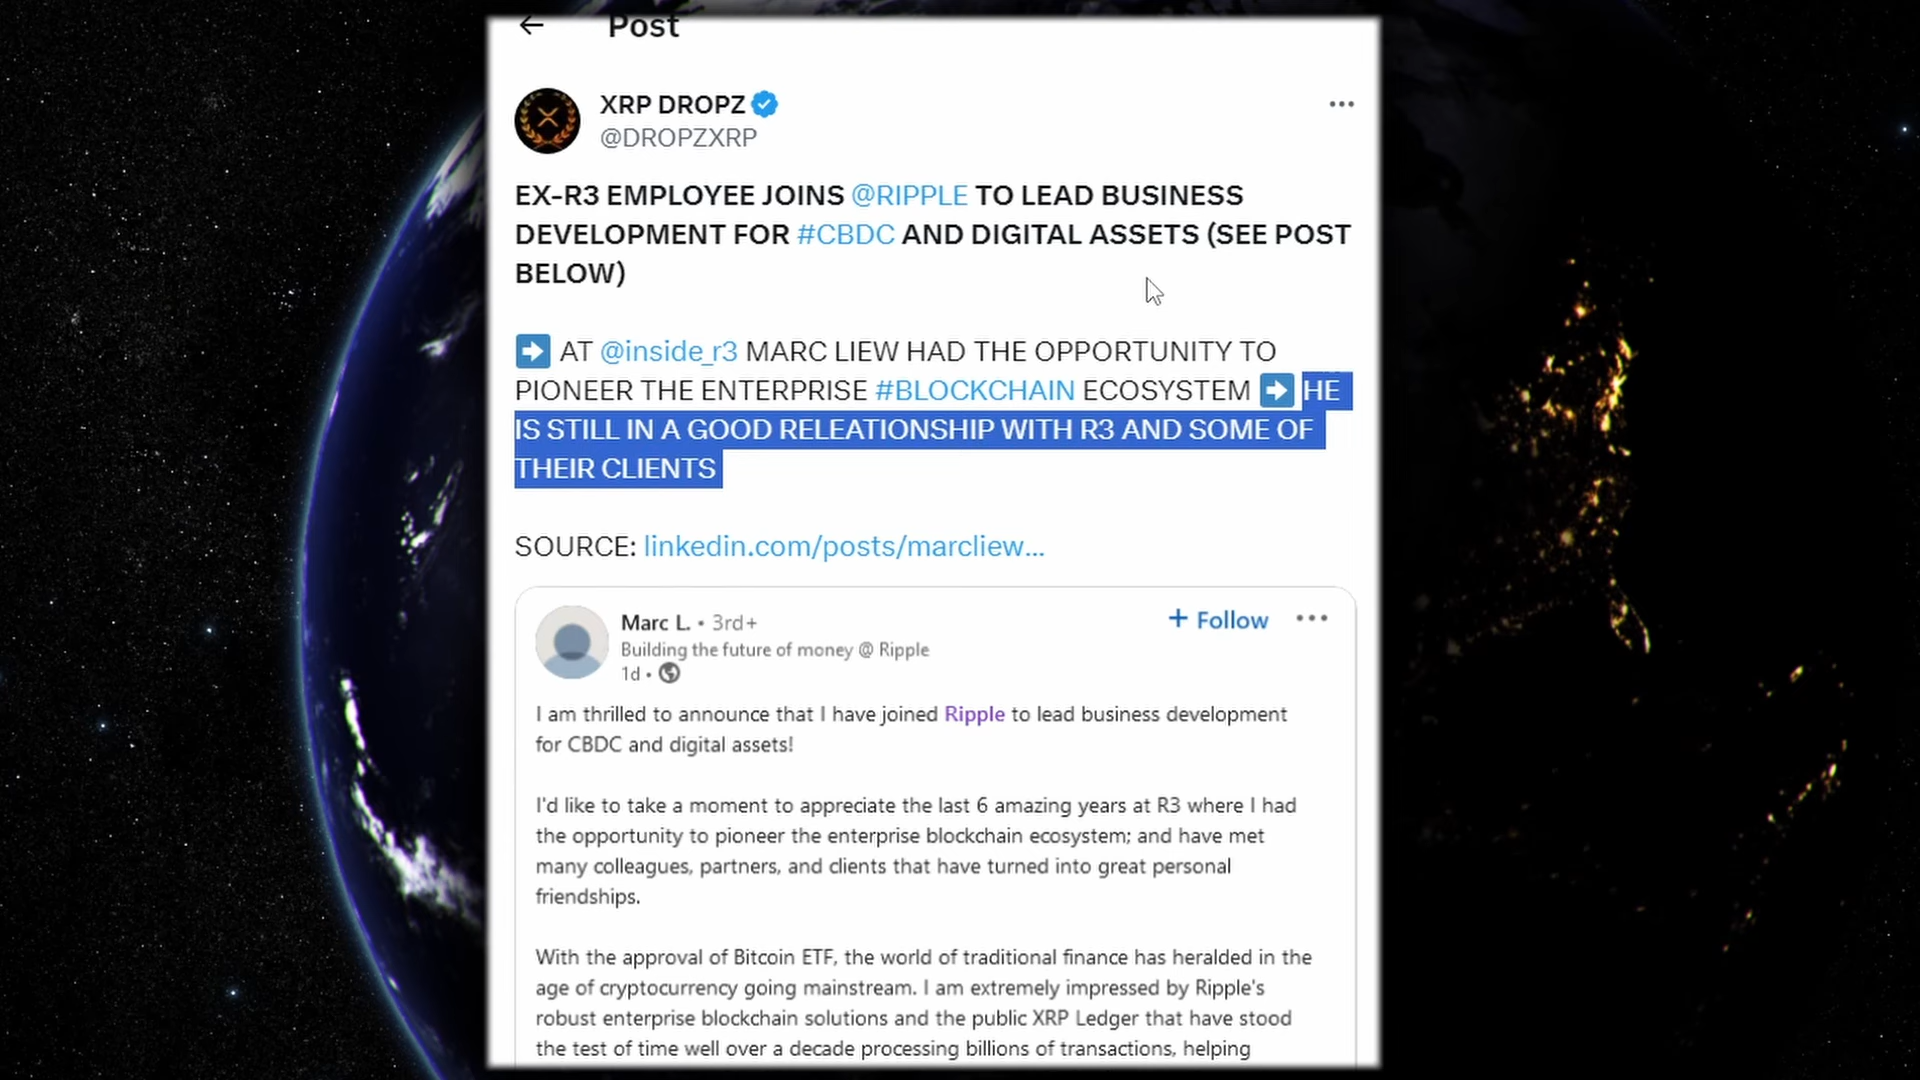 Post
XRP DROPZ
@DROPZXRP
EX-R3 EMPLOYEE JOINS @RIPPLE TO LEAD BUSINESS
DEVELOPMENT FOR #CBDC AND DIGITAL ASSETS (SEE POST
BELOW)
➡️ AT @inside_r3 MARC LIEW HAD THE OPPORTUNITY TO
PIONEER THE ENTERPRISE #BLOCKCHAIN ECOSYSTEM ➡️ HE
IS STILL IN A GOOD RELEATIONSHIP WITH R3 AND SOME OF
THEIR CLIENTS
SOURCE: linkedin.com/posts/marcliew...
Marc L. • 3rd+
+ Follow
Building the future of money @ Ripple
1d •
I am thrilled to announce that I have joined Ripple to lead business development
for CBDC and digital assets!
I'd like to take a moment to appreciate the last 6 amazing years at R3 where I had
the opportunity to pioneer the enterprise blockchain ecosystem; and have met
many colleagues, partners, and clients that have turned into great personal
friendships.
With the approval of Bitcoin ETF, the world of traditional finance has heralded in the
age of cryptocurrency going mainstream. I am extremely impressed by Ripple's
robust enterprise blockchain solutions and the public XRP Ledger that have stood
the test of time well over a decade processing billions of transactions, helping